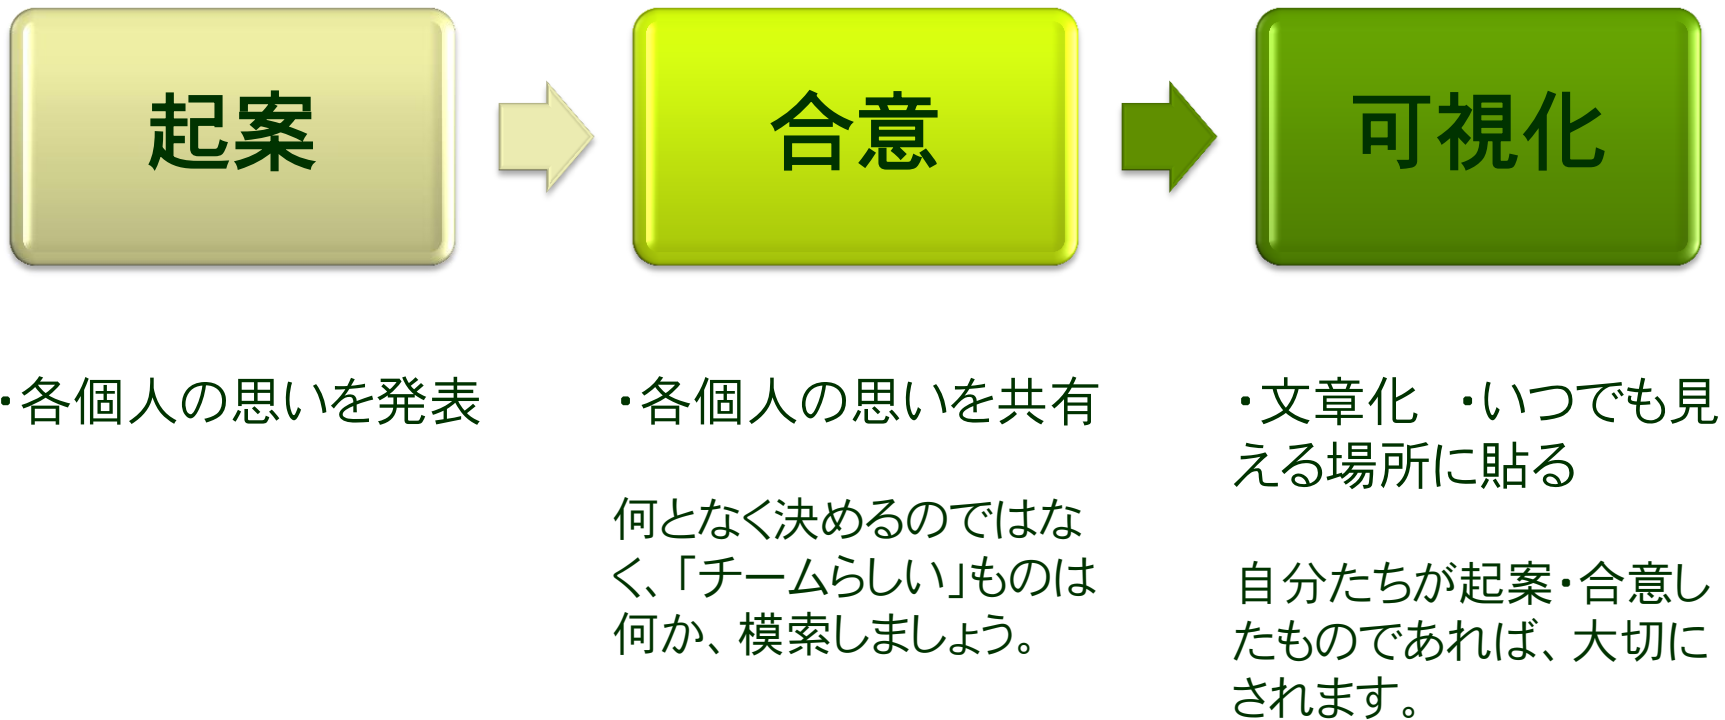 起案
合意
可視化
・各個人の思いを発表
・各個人の思いを共有
何となく決めるのではな
く、「チームらしい」ものは
何か、模索しましょう。
・文章化　・いつでも見
える場所に貼る
自分たちが起案・合意し
たものであれば、大切に
されます。